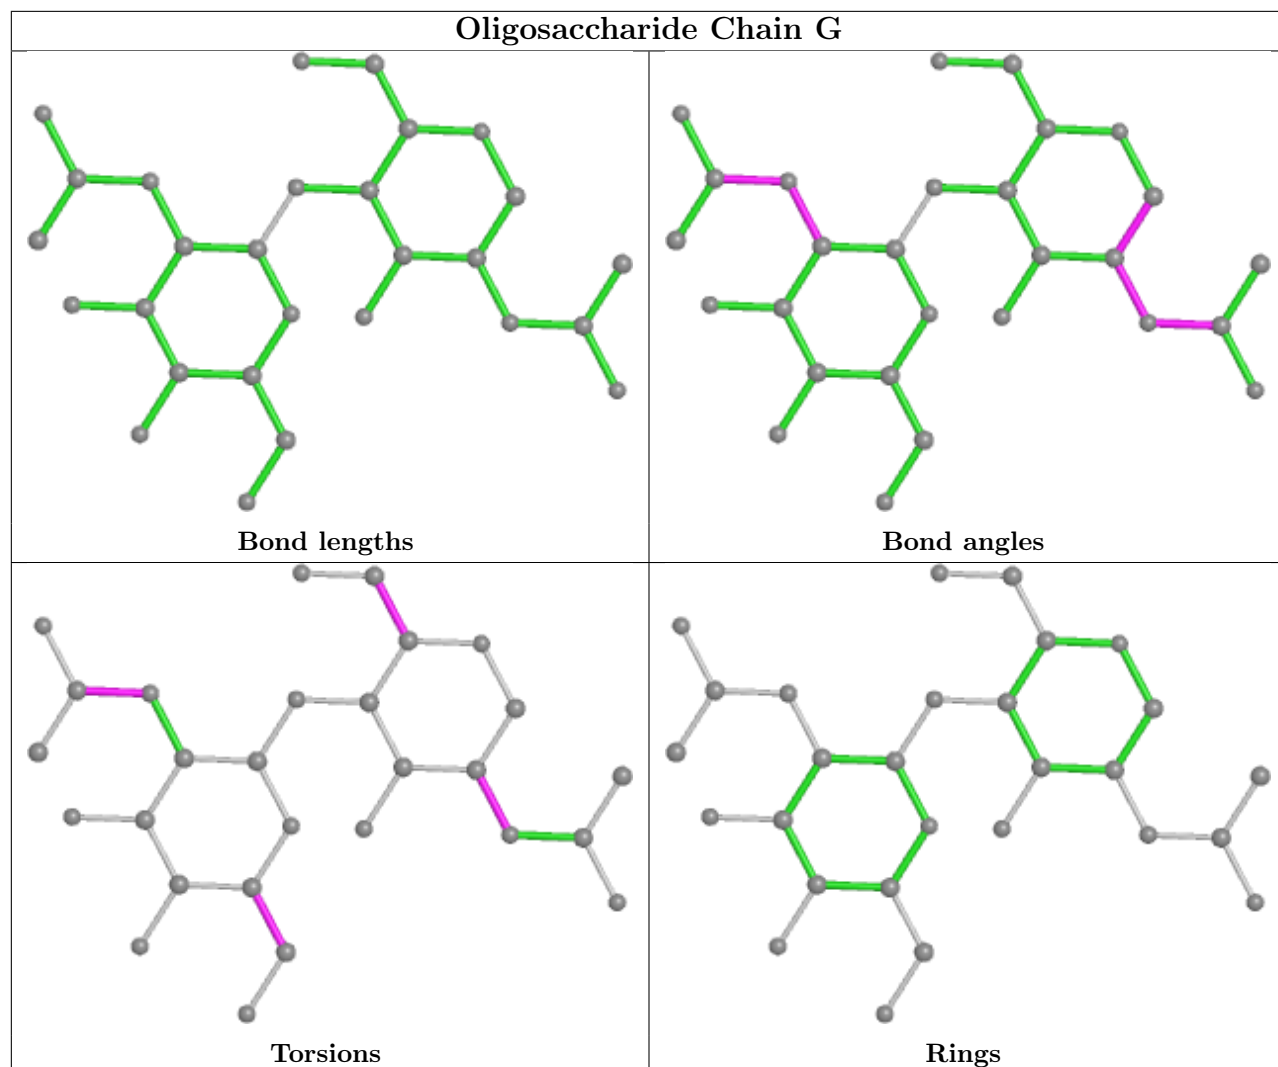 Oligosaccharide Chain G
Bond lengths
Bond angles
Torsions
Rings